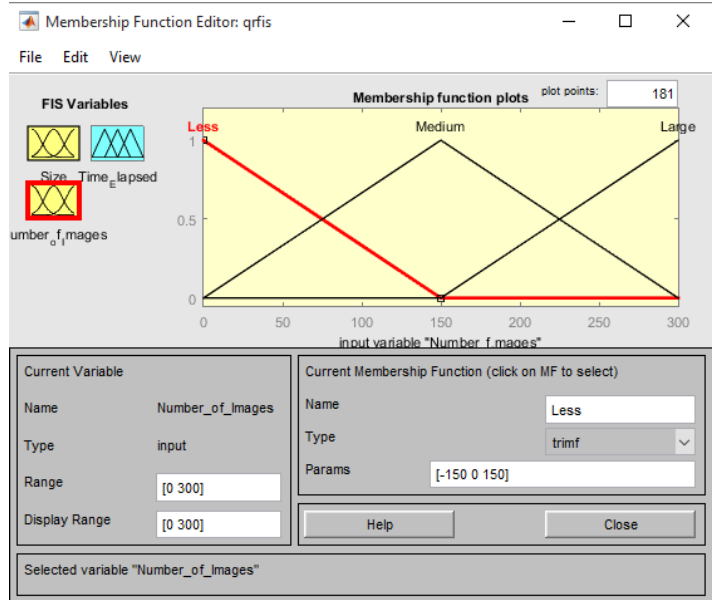 Membership Function Editor: qrfis
File Edit View
FIS Variables
Size Time_Elapsed
umber_of_Images
Membership function plots
plot points: 181
Less Medium Large
1
0.5
0
0 50 100 150 200 250 300
input variable "Number_f_mages"
Current Variable
Name Number_of_Images
Type input
Range [0 300]
Display Range [0 300]
Current Membership Function (click on MF to select)
Name Less
Type trimf
Params [-150 0 150]
Help Close
Selected variable "Number_of_Images"